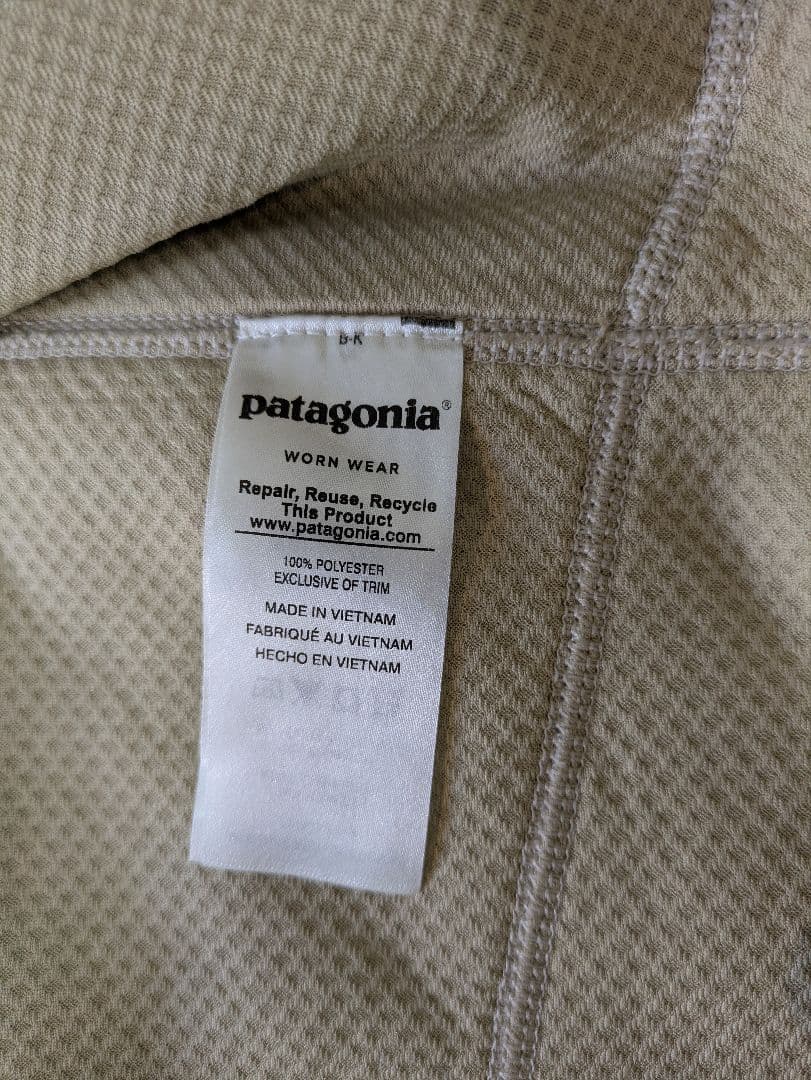 B-K
patagonia®
WORN WEAR
Repair, Reuse, Recycle
This Product
www.patagonia.com
100% POLYESTER
EXCLUSIVE OF TRIM
MADE IN VIETNAM
FABRIQUÉ AU VIETNAM
HECHO EN VIETNAM